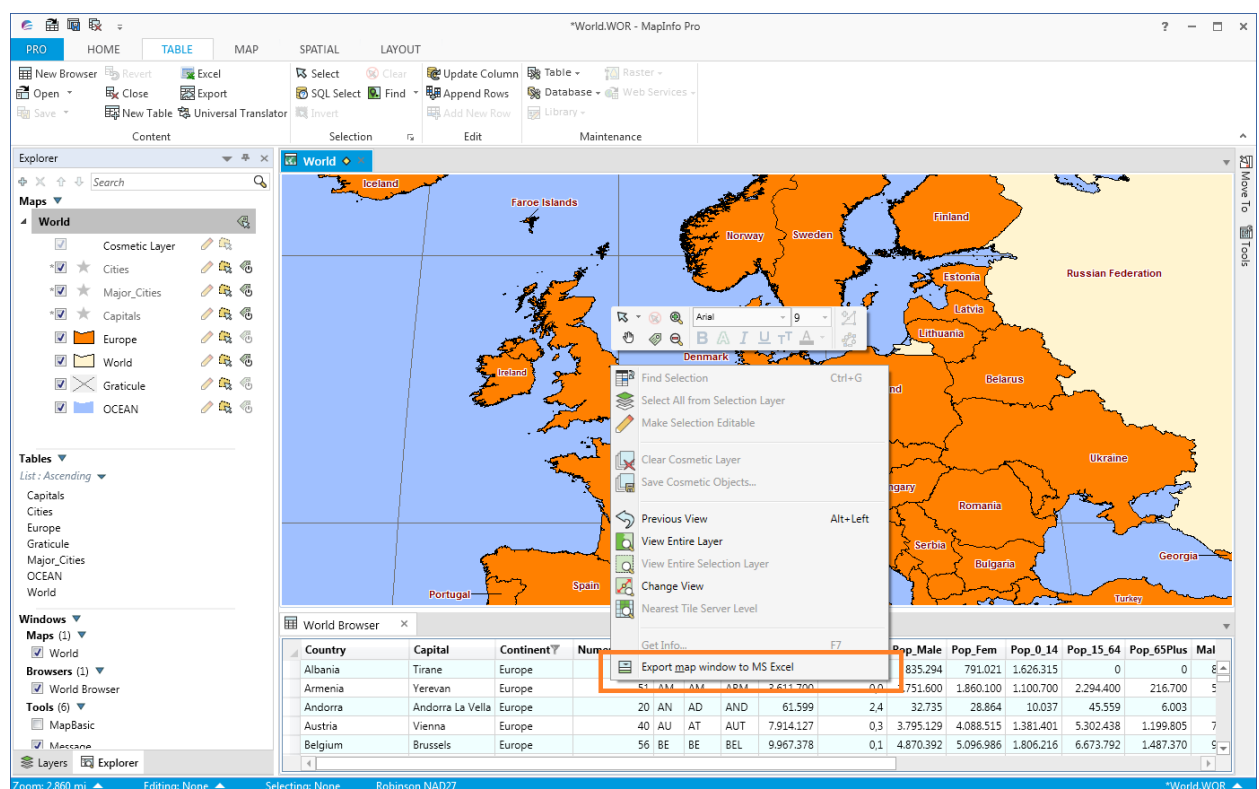 *World.WOR - MapInfo Pro
PRO HOME TABLE MAP SPATIAL LAYOUT
New Browser Revert Excel Select Clear Update Column Table Raster
Open Close Export SQL Select Find Append Rows Database Web Services
Save New Table Universal Translator Invert Add New Row Library
Content Selection Edit Maintenance
Explorer
Search
Maps
World
Cosmetic Layer
*Cities
*Major_Cities
*Capitals
Europe
World
Graticule
OCEAN
Tables
List : Ascending
Capitals
Cities
Europe
Graticule
Major_Cities
OCEAN
World
Windows
Maps (1)
World
Browsers (1)
World Browser
Tools (6)
MapBasic
Message
Layers Explorer
World
Iceland
Faroe Islands
Norway
Sweden
Finland
Russian Federation
Estonia
Latvia
Lithuania
Denmark
Ireland
Belarus
nd
Ukraine
ngary
Romania
Serbia
Bulgaria
Georgia
Portugal
Spain
Turkey
Arial 9
B A I U TT A
Find Selection Ctrl+G
Select All from Selection Layer
Make Selection Editable
Clear Cosmetic Layer
Save Cosmetic Objects...
Previous View Alt+Left
View Entire Layer
View Entire Selection Layer
Change View
Nearest Tile Server Level
Get Info... F7
Export map window to MS Excel
Move To
Tools
World Browser
Country Capital Continent Nume Pop_Male Pop_Fem Pop_0_14 Pop_15_64 Pop_65Plus Mal
Albania Tirane Europe 835.294 791.021 1.626.315 0 0 8
Armenia Yerevan Europe 51 AM AM ARM 3.611.700 0,0 1.751.600 1.860.100 1.100.700 2.294.400 216.700 5
Andorra Andorra La Vella Europe 20 AN AD AND 61.599 2,4 32.735 28.864 10.037 45.559 6.003
Austria Vienna Europe 40 AU AT AUT 7.914.127 0,3 3.795.129 4.088.515 1.381.401 5.302.438 1.199.805 7
Belgium Brussels Europe 56 BE BE BEL 9.967.378 0,1 4.870.392 5.096.986 1.806.216 6.673.792 1.487.370 9
Zoom: 2.860 mi Editing: None Selecting: None Robinson NAD27 *World.WOR